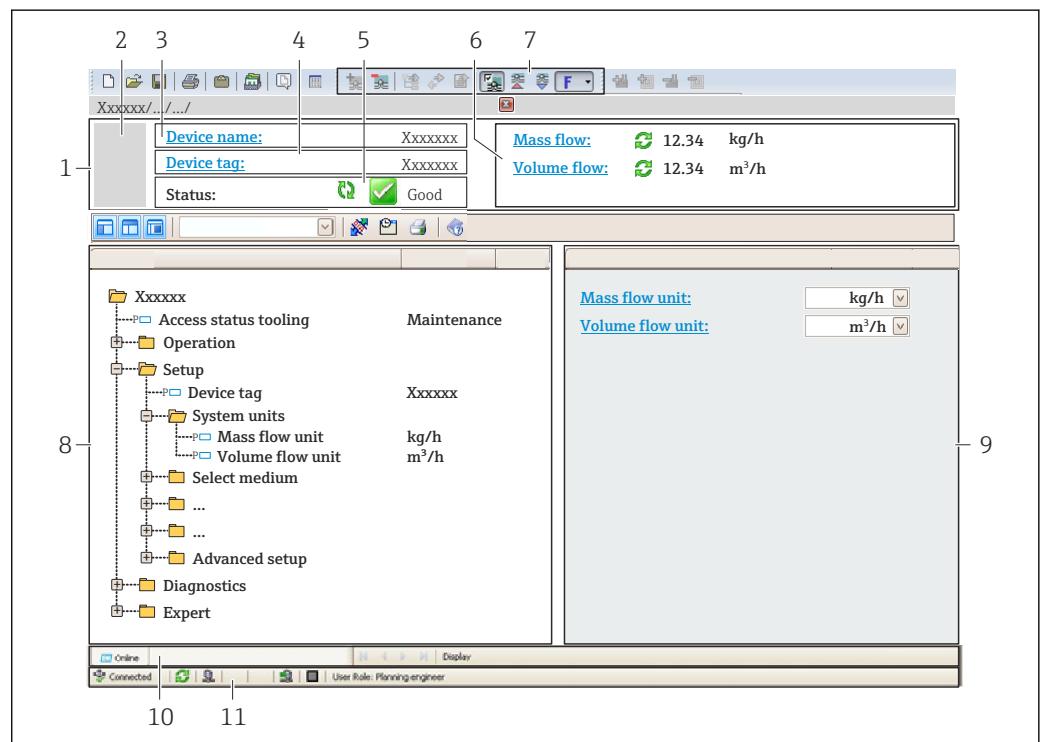 2 3 4 5 6 7
F
Xxxxxx/.../.../
1
Device name: Xxxxxxx
Device tag: Xxxxxxx
Status: Good
Mass flow: 12.34 kg/h
Volume flow: 12.34 m³/h
Xxxxxx
P Access status tooling Maintenance
Operation
Setup
P Device tag Xxxxxx
System units
P Mass flow unit kg/h
P Volume flow unit m³/h
Select medium
...
...
Advanced setup
Diagnostics
Expert
8
Mass flow unit: kg/h
Volume flow unit: m³/h
9
Online Display
Connected User Role: Planning engineer
10 11